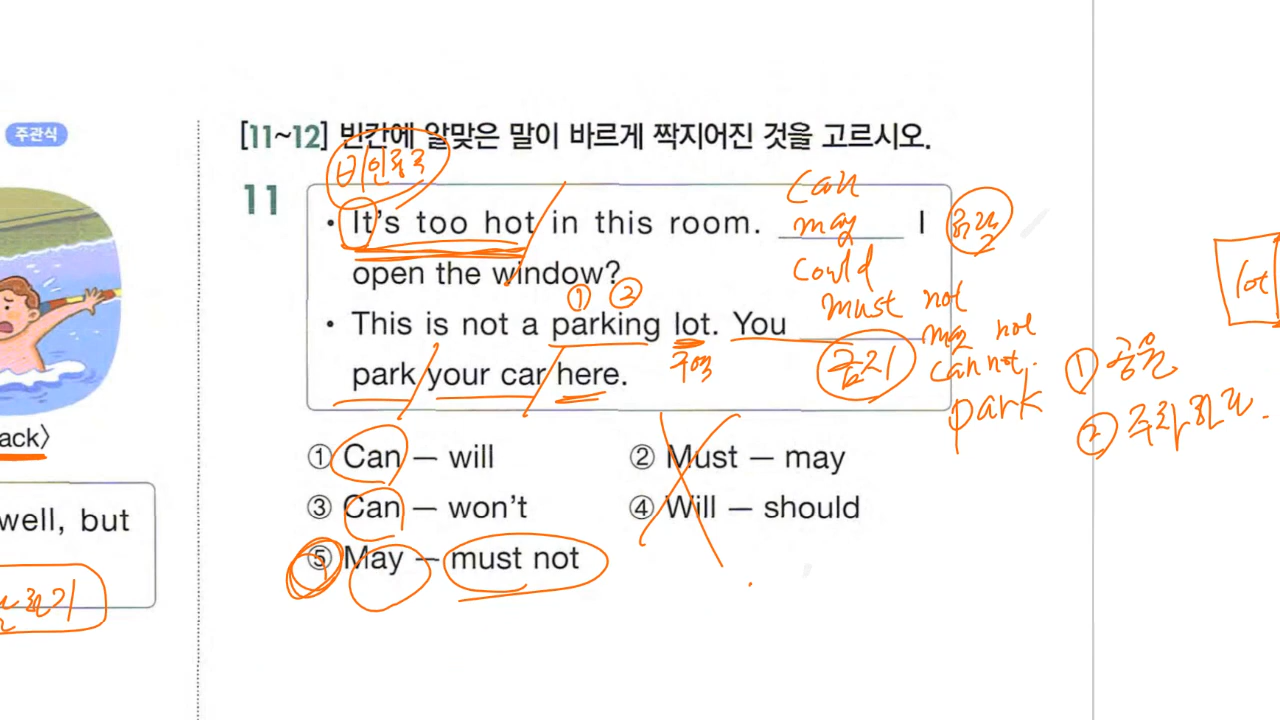 주관식
ack〉
well, but
[11~12] 빈칸에 알맞은 말이 바르게 짝지어진 것을 고르시오.
11
비인칭주
• It's too hot in this room. ______ I
open the window?
• This is not a parking lot. You ______
park your car here.
can
may
could
허락
must not
may not
cannot.
금지
① ②
구역
park
① 공원
② 주차하다.
lot
① Can — will
② Must — may
③ Can — won't
④ Will — should
⑤ May — must not